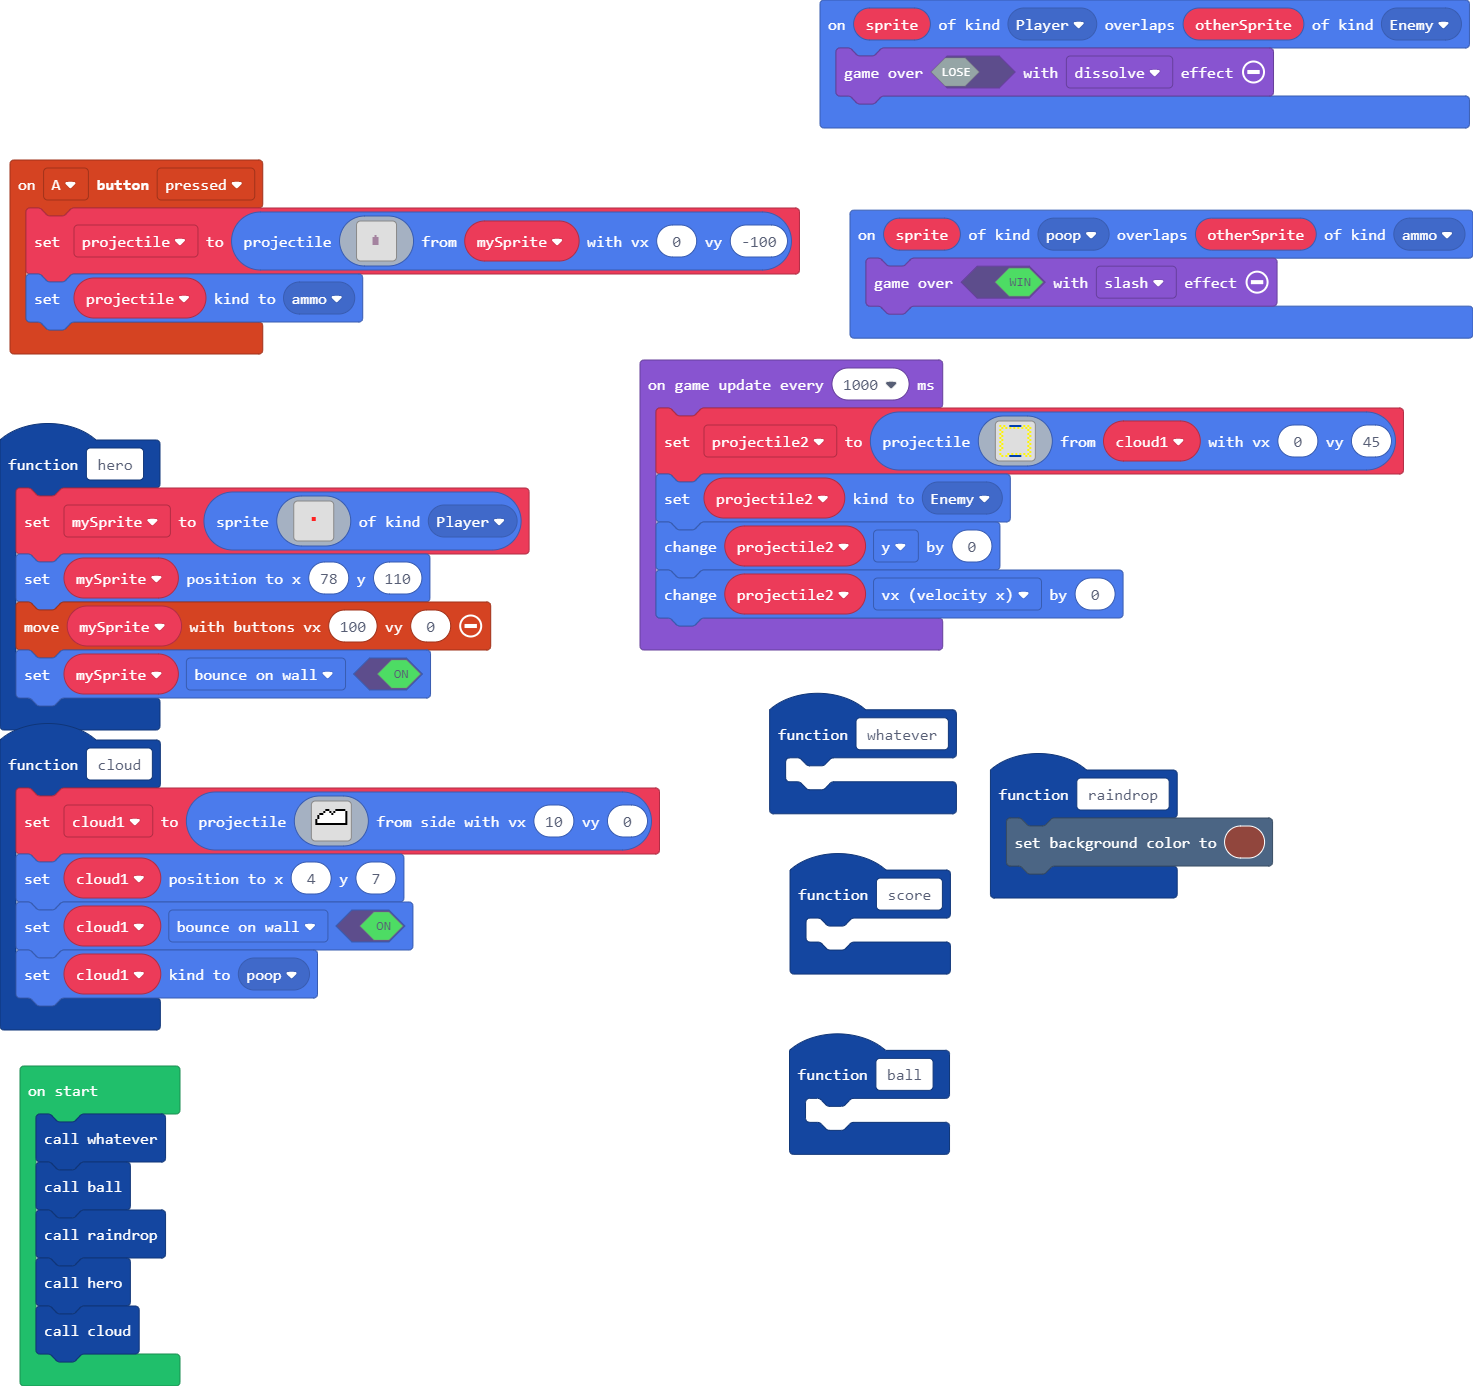 on sprite of kind Player overlaps otherSprite of kind Enemy
game over LOSE with dissolve effect
on A button pressed
set projectile to projectile from mySprite with vx 0 vy -100
set projectile kind to ammo
on sprite of kind poop overlaps otherSprite of kind ammo
game over WIN with slash effect
on game update every 1000 ms
set projectile2 to projectile from cloud1 with vx 0 vy 45
set projectile2 kind to Enemy
change projectile2 y by 0
change projectile2 vx (velocity x) by 0
function hero
set mySprite to sprite of kind Player
set mySprite position to x 78 y 110
move mySprite with buttons vx 100 vy 0
set mySprite bounce on wall ON
function cloud
set cloud1 to projectile from side with vx 10 vy 0
set cloud1 position to x 4 y 7
set cloud1 bounce on wall ON
set cloud1 kind to poop
function whatever
function raindrop
set background color to
function score
function ball
on start
call whatever
call ball
call raindrop
call hero
call cloud